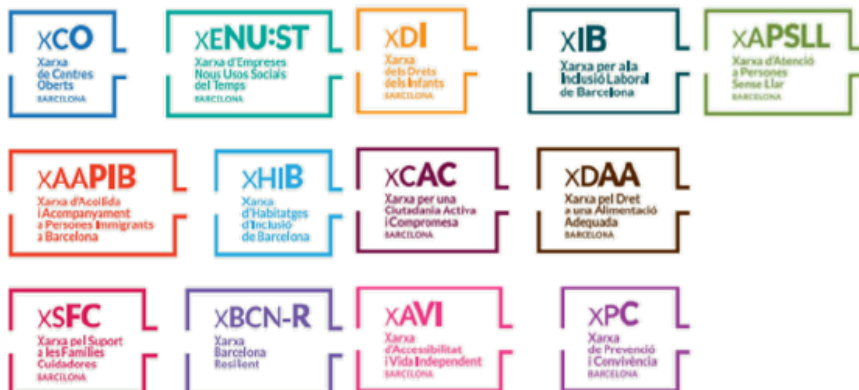 xCO
Xarxa
de Centres
Oberts
BARCELONA
xENU:ST
Xarxa d'Empreses
Nous Usos Socials
del Temps
BARCELONA
xDI
Xarxa
dels Drets
dels Infants
BARCELONA
xIB
Xarxa per a la
Inclusió Laboral
de Barcelona
xAPSLL
Xarxa d'Atenció
a Persones
Sense Llar
BARCELONA
xAAPIB
Xarxa d'Acollida
i Acompanyament
a Persones Immigrants
a Barcelona
xHIB
Xarxa
d'Habitatges
d'Inclusió
de Barcelona
xCAC
Xarxa per una
Ciutadania Activa
i Compromesa
BARCELONA
xDAA
Xarxa pel Dret
a una Alimentació
Adequada
BARCELONA
xSFC
Xarxa pel Suport
a les Famílies
Cuidadores
BARCELONA
xBCN-R
Xarxa
Barcelona
Resilient
xAVI
Xarxa
d'Accessibilitat
i Vida Independent
BARCELONA
xPC
Xarxa
de Prevenció
i Convivència
BARCELONA